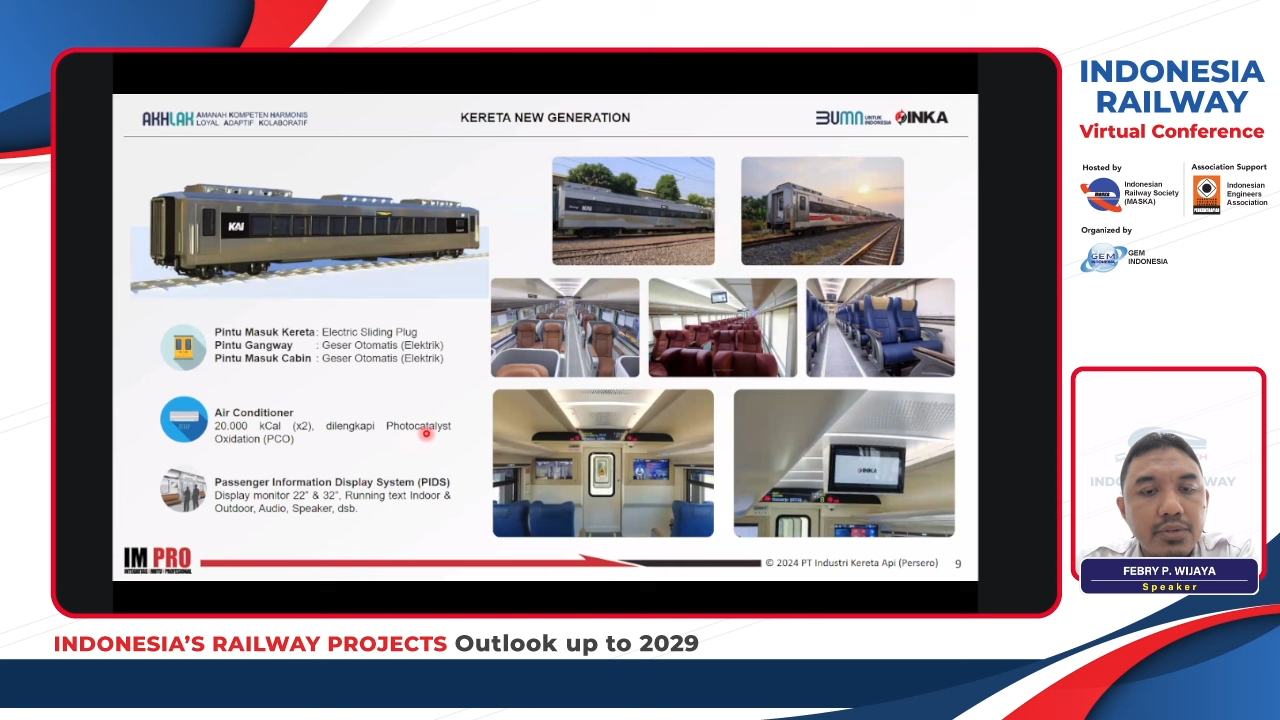 AKHLAK AMANAH KOMPETEN HARMONIS
LOYAL ADAPTIF KOLABORATIF
KERETA NEW GENERATION
BUMN UNTUK
INDONESIA
INKA
KAI
Pintu Masuk Kereta : Electric Sliding Plug
Pintu Gangway : Geser Otomatis (Elektrik)
Pintu Masuk Cabin : Geser Otomatis (Elektrik)
Air Conditioner
20.000 kCal (x2), dilengkapi Photocatalyst
Oxidation (PCO)
Passenger Information Display System (PIDS)
Display monitor 22" & 32", Running text Indoor &
Outdoor, Audio, Speaker, dsb.
KAI
INKA
IM PRO
© 2024 PT Industri Kereta Api (Persero) 9
INDONESIA
RAILWAY
Virtual Conference
Hosted by
Indonesian
Railway Society
(MASKA)
Association Support
Indonesian
Engineers
Association
Organized by
GEM
GEM
INDONESIA
FEBRY P. WIJAYA
Speaker
INDONESIA'S RAILWAY PROJECTS Outlook up to 2029